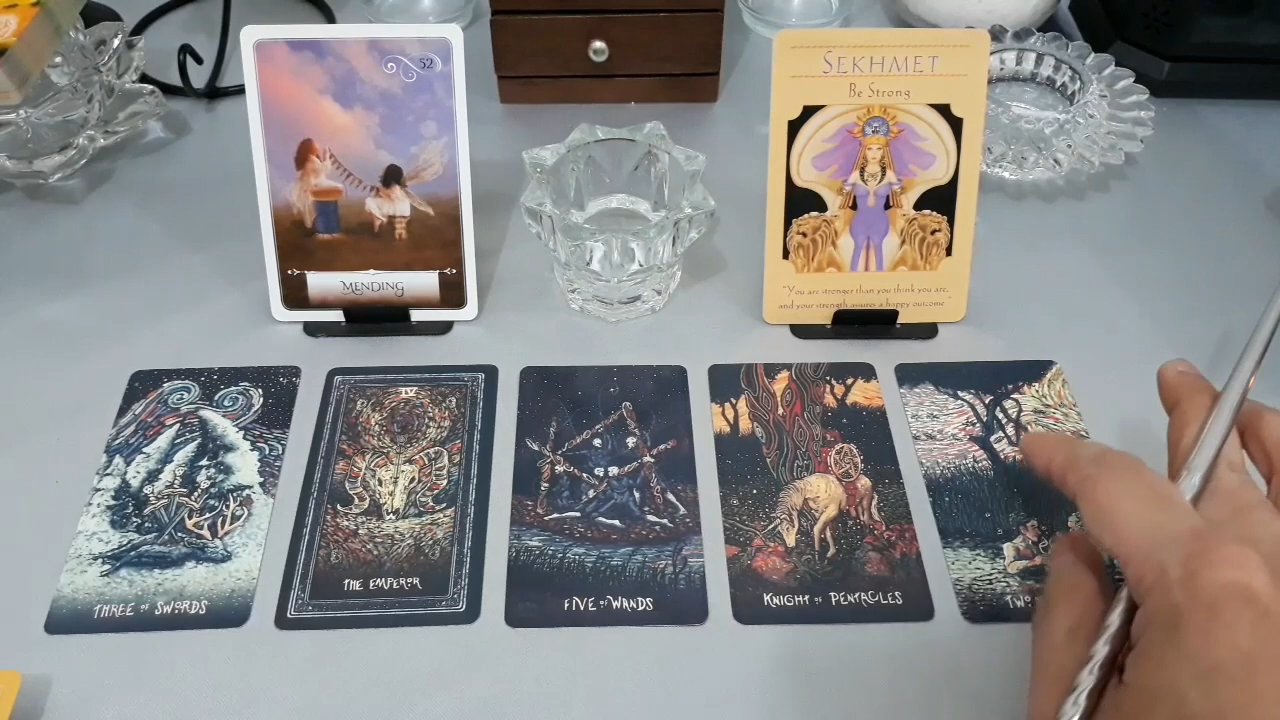 52
MENDING
SEKHMET
Be Strong
"You are stronger than you think you are,
and your strength assures a happy outcome."
THREE OF SWORDS
IV
THE EMPEROR
FIVE OF WANDS
KNIGHT OF PENTACLES
TWO